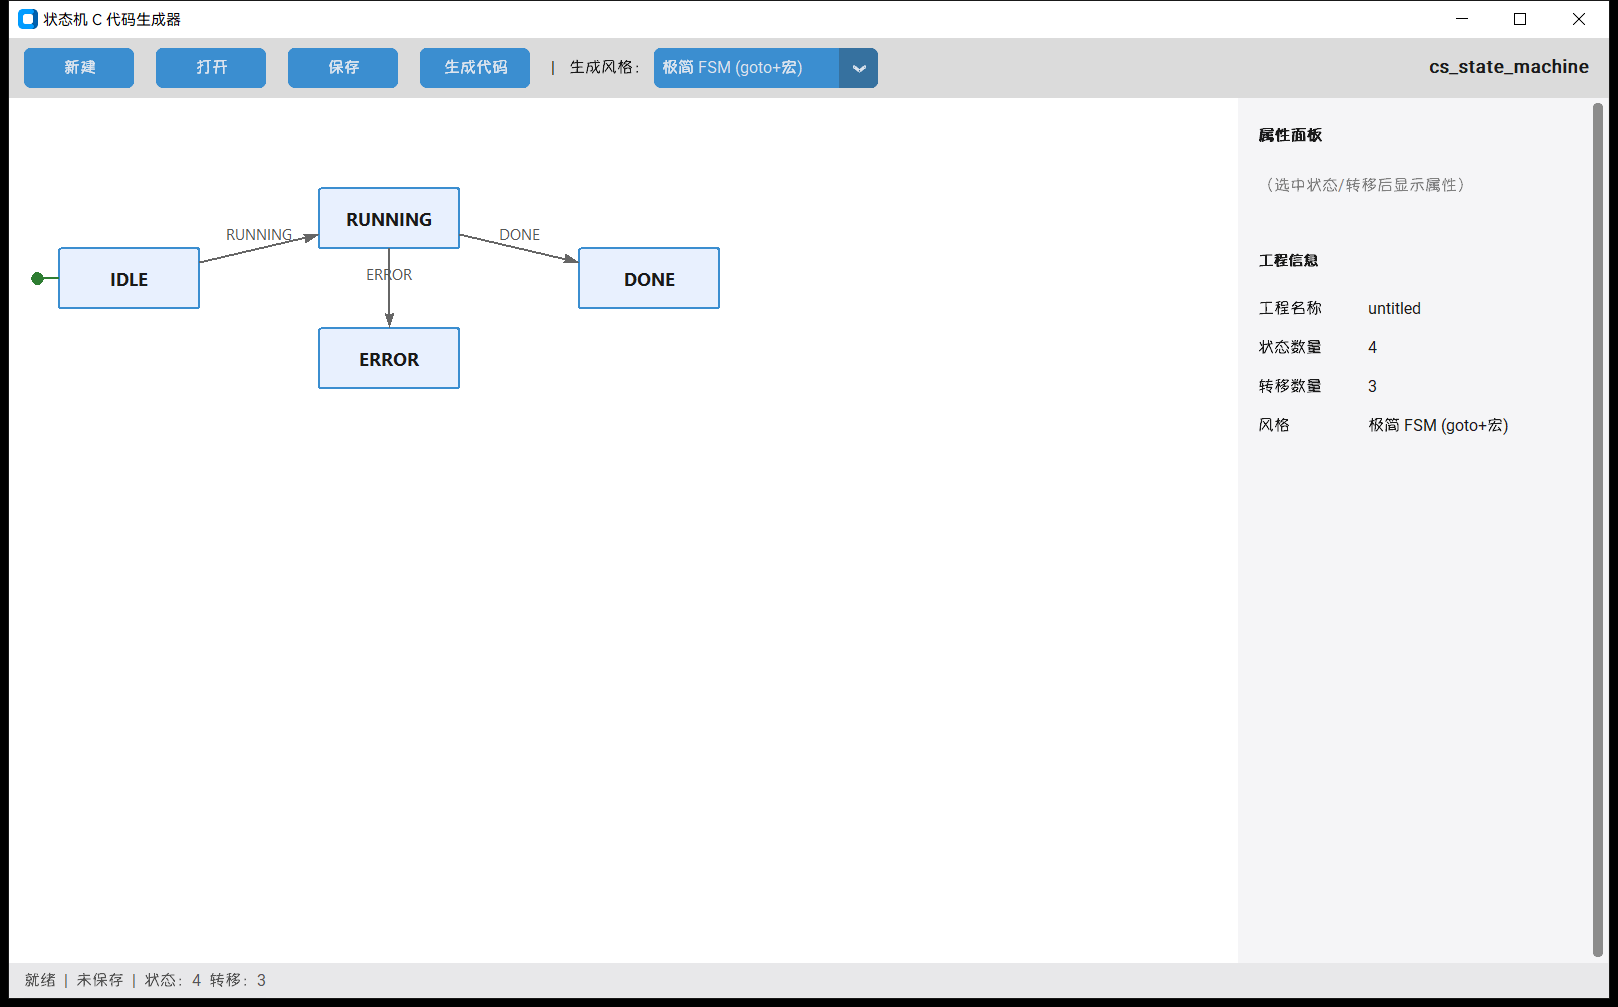 状态机 C 代码生成器
新建 打开 保存 生成代码 | 生成风格: 极简 FSM (goto+宏) cs_state_machine
RUNNING
RUNNING
DONE
IDLE
ERROR
DONE
ERROR
属性面板
（选中状态/转移后显示属性）
工程信息
工程名称 untitled
状态数量 4
转移数量 3
风格 极简 FSM (goto+宏)
就绪 | 未保存 | 状态: 4 转移: 3